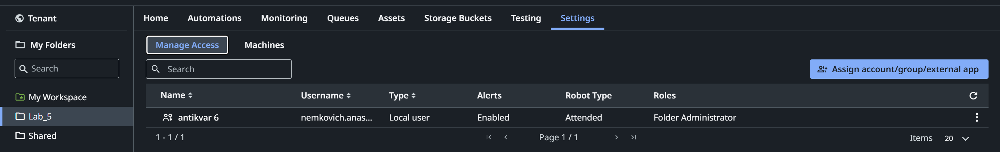 Tenant
Home Automations Monitoring Queues Assets Storage Buckets Testing Settings
My Folders
Manage Access Machines
Search
Search
Assign account/group/external app
My Workspace
Lab_5
Shared
Name Username Type Alerts Robot Type Roles
antikvar 6 nemkovich.anas... Local user Enabled Attended Folder Administrator
1 - 1 / 1 Page 1 / 1 Items 20